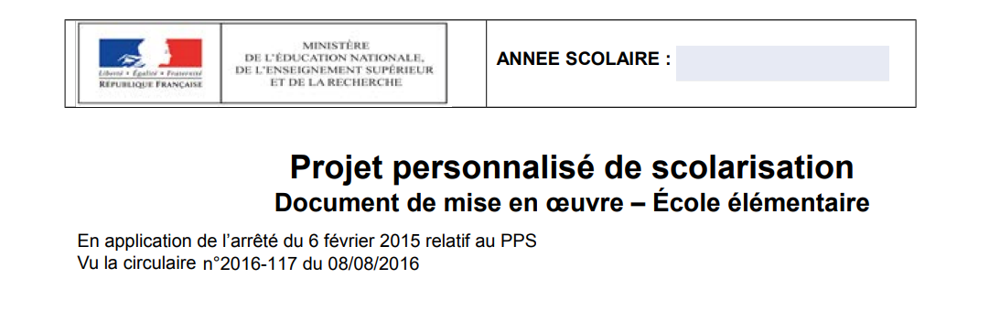 MINISTÈRE
DE L'ÉDUCATION NATIONALE,
DE L'ENSEIGNEMENT SUPÉRIEUR
ET DE LA RECHERCHE
Liberté • Égalité • Fraternité
RÉPUBLIQUE FRANÇAISE
ANNEE SCOLAIRE :
Projet personnalisé de scolarisation
Document de mise en œuvre – École élémentaire
En application de l’arrêté du 6 février 2015 relatif au PPS
Vu la circulaire n°2016-117 du 08/08/2016